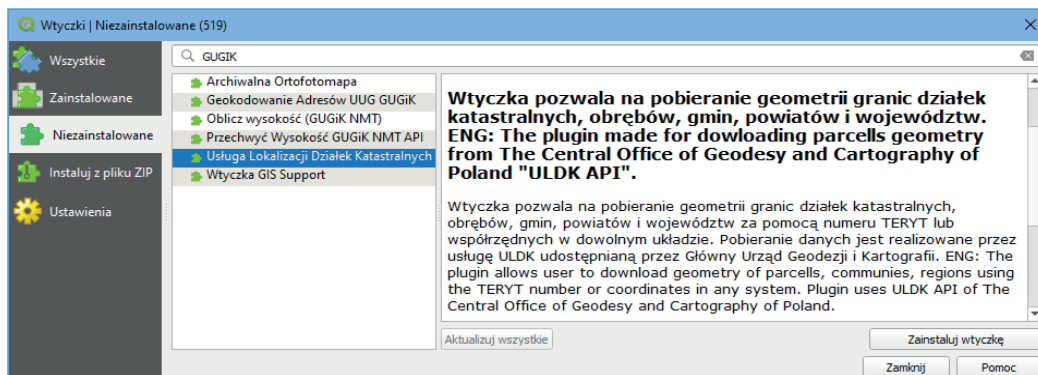 Wtyczki | Niezainstalowane (519)
Wszystkie
Zainstalowane
Niezainstalowane
Instaluj z pliku ZIP
Ustawienia
GUGIK
Archiwalna Ortofotomapa
Geokodowanie Adresów UUG GUGiK
Oblicz wysokość (GUGiK NMT)
Przechwyć Wysokość GUGiK NMT API
Usługa Lokalizacji Działek Katastralnych
Wtyczka GIS Support
Wtyczka pozwala na pobieranie geometrii granic działek
katastralnych, obrębów, gmin, powiatów i województw.
ENG: The plugin made for dowloading parcells geometry
from The Central Office of Geodesy and Cartography of
Poland "ULDK API".
Wtyczka pozwala na pobieranie geometrii granic działek katastralnych,
obrębów, gmin, powiatów i województw za pomocą numeru TERYT lub
współrzędnych w dowolnym układzie. Pobieranie danych jest realizowane przez
usługę ULDK udostępnianą przez Główny Urząd Geodezji i Kartografii. ENG: The
plugin allows user to download geometry of parcells, communies, regions using
the TERYT number or coordinates in any system. Plugin uses ULDK API of The
Central Office of Geodesy and Cartography of Poland.
Aktualizuj wszystkie
Zainstaluj wtyczkę
Zamknij
Pomoc